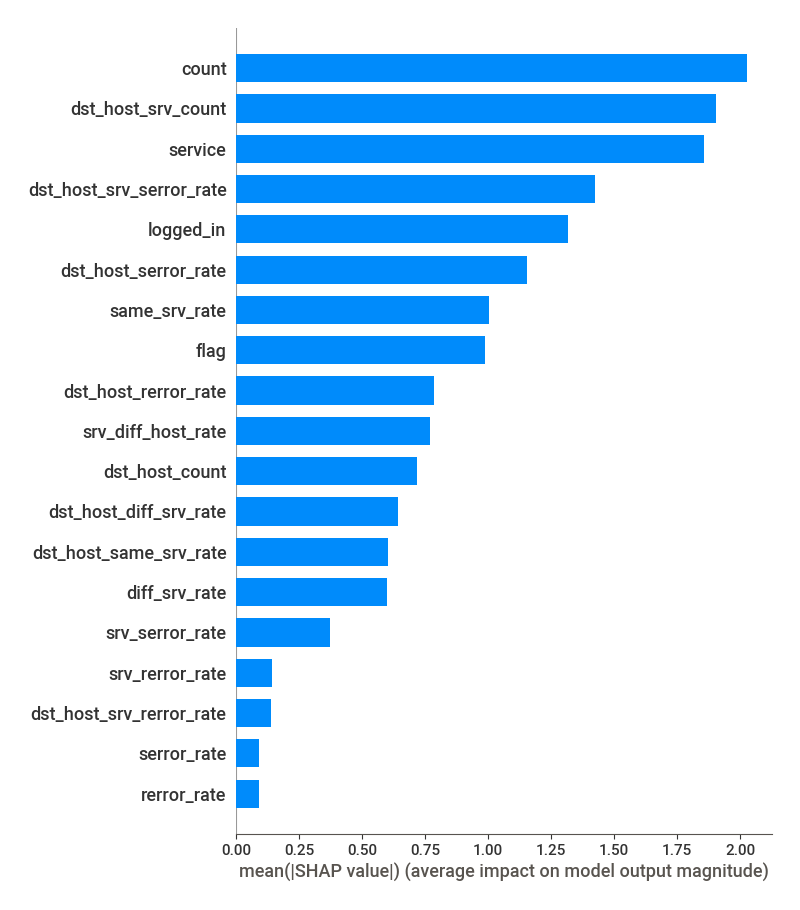 count
dst_host_srv_count
service
dst_host_srv_serror_rate
logged_in
dst_host_serror_rate
same_srv_rate
flag
dst_host_rerror_rate
srv_diff_host_rate
dst_host_count
dst_host_diff_srv_rate
dst_host_same_srv_rate
diff_srv_rate
srv_serror_rate
srv_rerror_rate
dst_host_srv_rerror_rate
serror_rate
rerror_rate
0.00 0.25 0.50 0.75 1.00 1.25 1.50 1.75 2.00
mean(|SHAP value|) (average impact on model output magnitude)